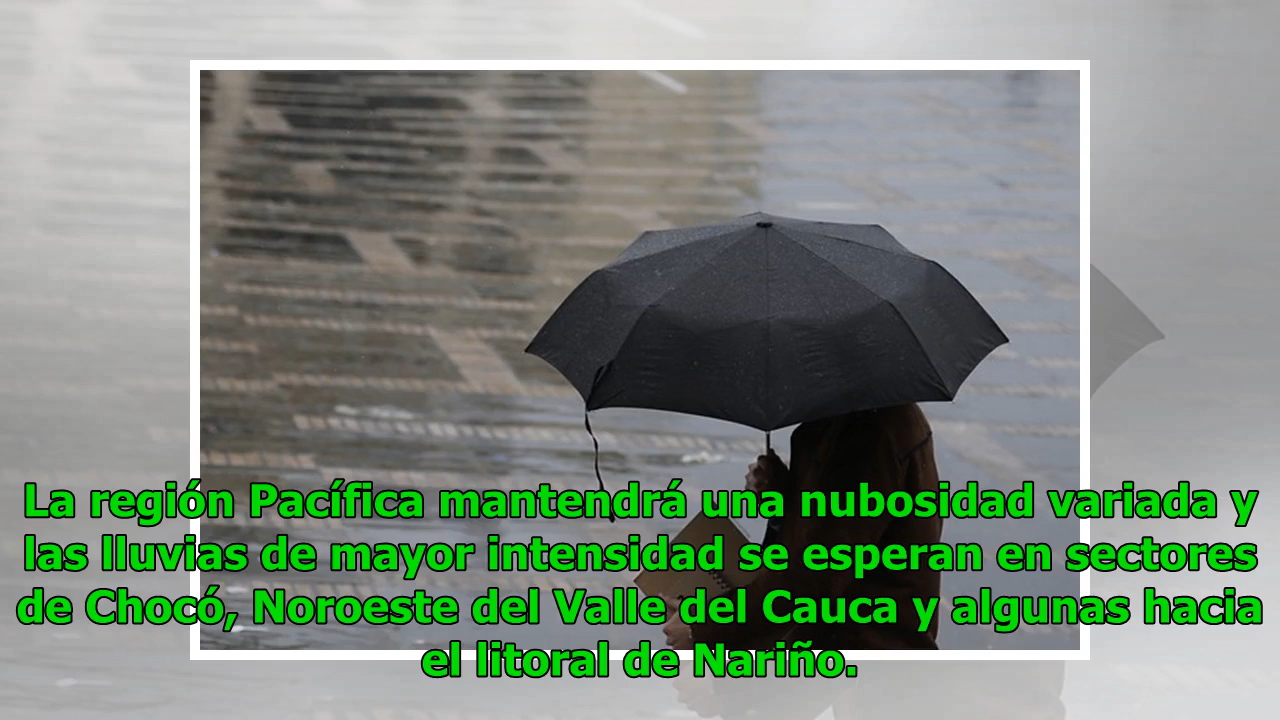 La región Pacífica mantendrá una nubosidad variada y
las lluvias de mayor intensidad se esperan en sectores
de Chocó, Noroeste del Valle del Cauca y algunas hacia
el litoral de Nariño.